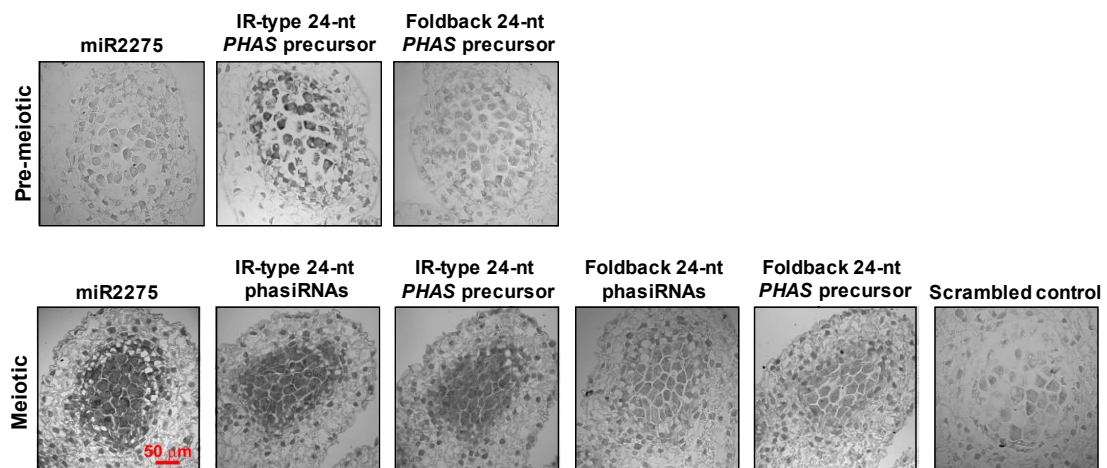 miR2275
IR-type 24-nt
PHAS precursor
Foldback 24-nt
PHAS precursor
Pre-meiotic
miR2275
IR-type 24-nt
phasiRNAs
IR-type 24-nt
PHAS precursor
Foldback 24-nt
phasiRNAs
Foldback 24-nt
PHAS precursor
Scrambled control
Meiotic
50 μm